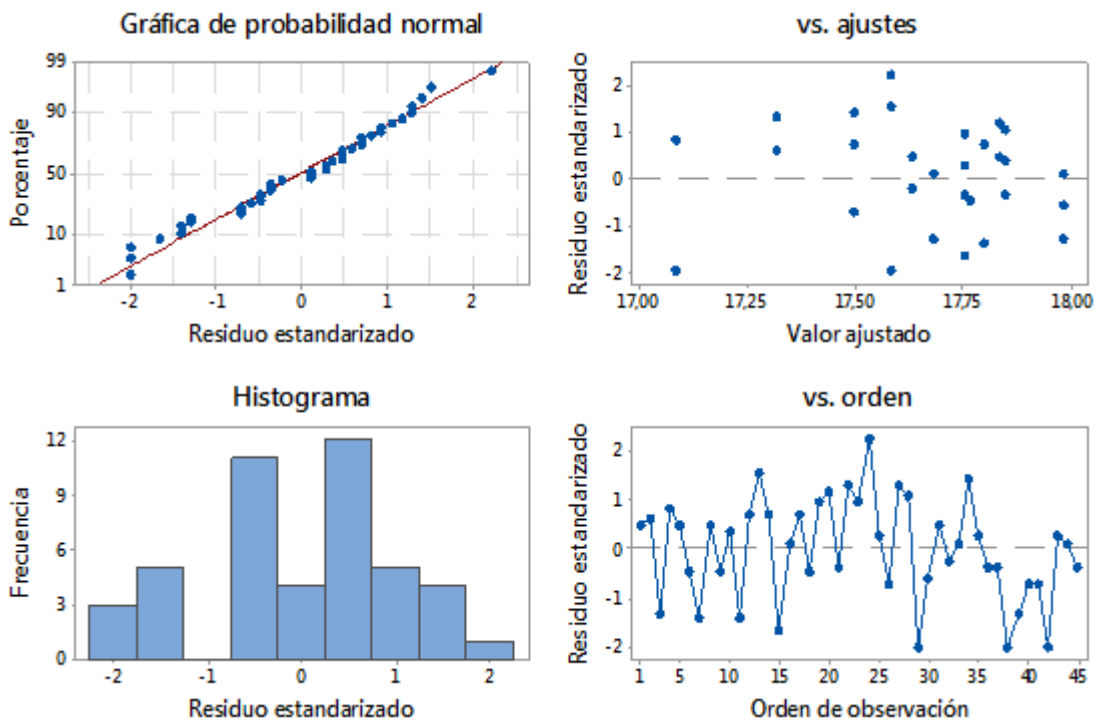 Gráfica de probabilidad normal
Porcentaje
99
90
50
10
1
-2 -1 0 1 2
Residuo estandarizado
vs. ajustes
Residuo estandarizado
2
1
0
-1
-2
17,00 17,25 17,50 17,75 18,00
Valor ajustado
Histograma
Frecuencia
12
9
6
3
0
-2 -1 0 1 2
Residuo estandarizado
vs. orden
Residuo estandarizado
2
1
0
-1
-2
1 5 10 15 20 25 30 35 40 45
Orden de observación